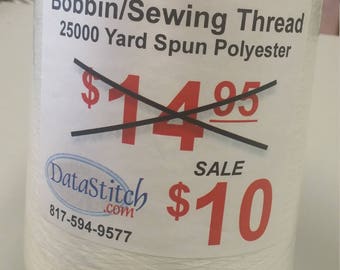 Bobbin/Sewing Thread
25000 Yard Spun Polyester
$14.95
SALE
$10
DataStitch
.com
817-594-9577